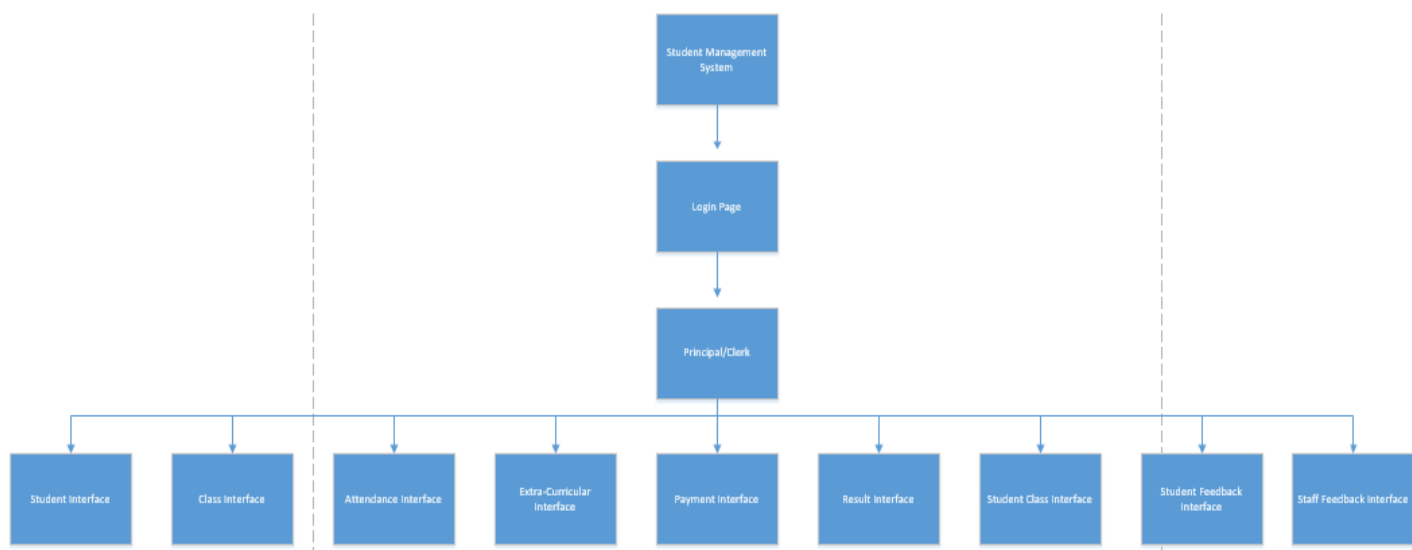 Student Management
System
Login Page
Principal/Clerk
Student Interface
Class Interface
Attendance Interface
Extra-Curricular
Interface
Payment Interface
Result Interface
Student Class Interface
Student Feedback
Interface
Staff Feedback Interface